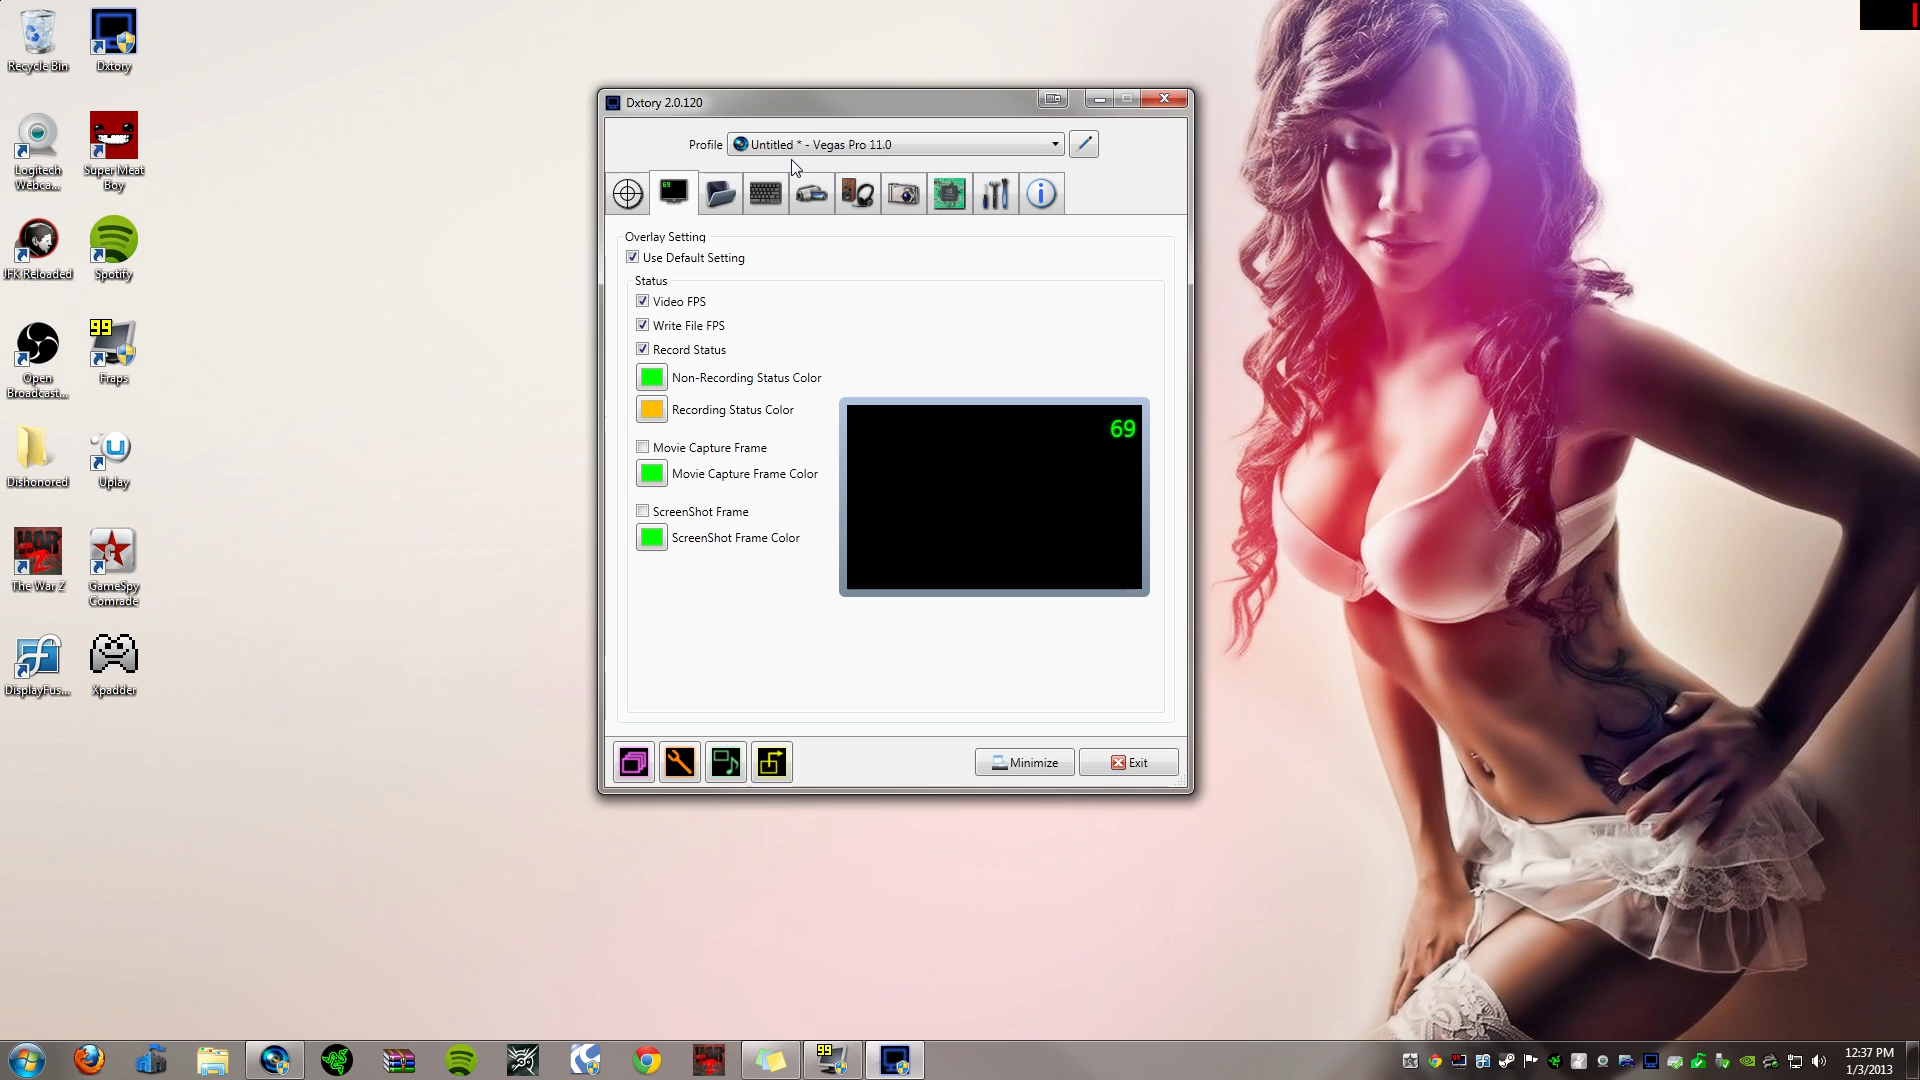 Recycle Bin
Dxtory
Logitech Webca...
Super Meat Boy
JFK Reloaded
Spotify
Open Broadcast...
99
Fraps
Dishonored
Uplay
The War Z
GameSpy Comrade
DisplayFus...
Xpadder
Dxtory 2.0.120
Profile
Untitled * - Vegas Pro 11.0
Overlay Setting
Use Default Setting
Status
Video FPS
Write File FPS
Record Status
Non-Recording Status Color
Recording Status Color
69
Movie Capture Frame
Movie Capture Frame Color
ScreenShot Frame
ScreenShot Frame Color
Minimize
Exit
99
12:37 PM
1/3/2013